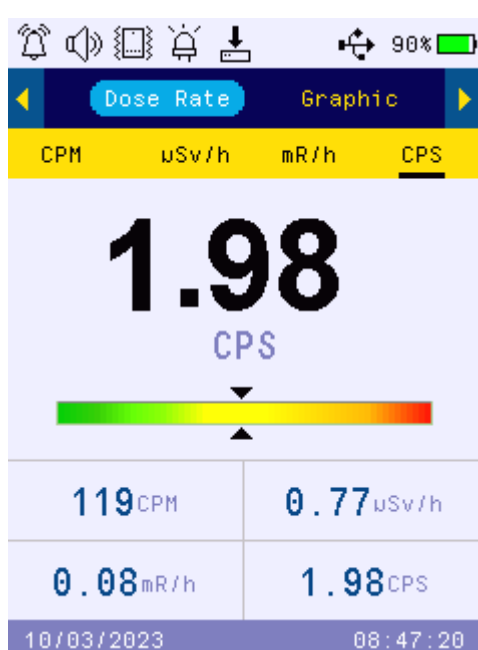 90%
Dose Rate Graphic
CPM µSv/h mR/h CPS
1.98
CPS
119CPM 0.77µSv/h
0.08mR/h 1.98CPS
10/03/2023 08:47:20